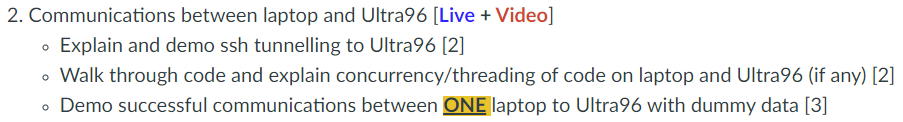 2. Communications between laptop and Ultra96 [Live + Video]
◦ Explain and demo ssh tunnelling to Ultra96 [2]
◦ Walk through code and explain concurrency/threading of code on laptop and Ultra96 (if any) [2]
◦ Demo successful communications between ONE laptop to Ultra96 with dummy data [3]